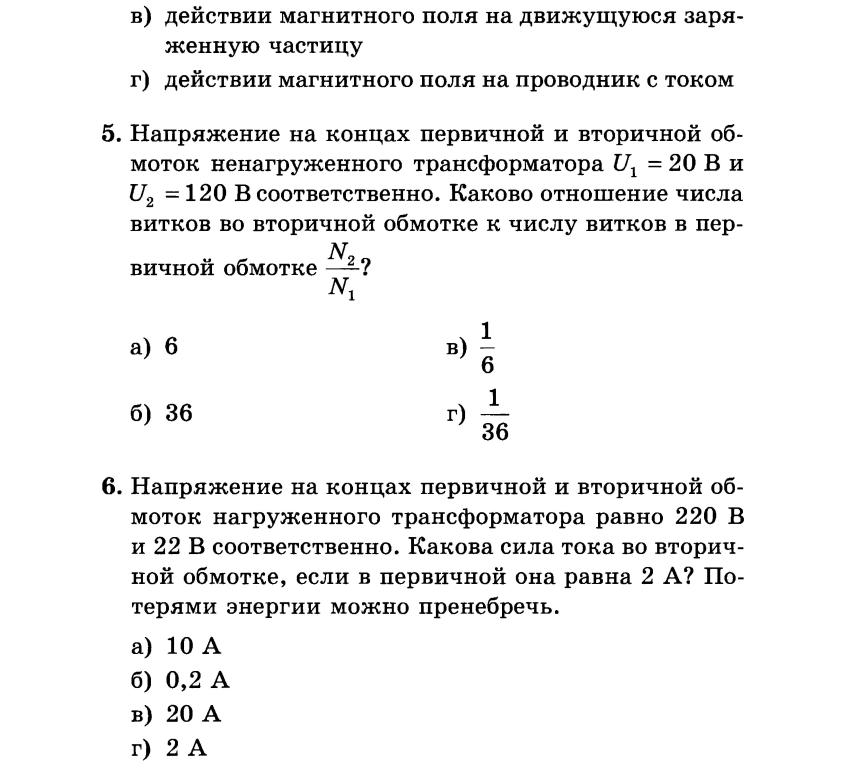 в) действии магнитного поля на движущуюся заря-
женную частицу
г) действии магнитного поля на проводник с током
5. Напряжение на концах первичной и вторичной об-
моток ненагруженного трансформатора U₁ = 20 В и
U₂ = 120 В соответственно. Каково отношение числа
витков во вторичной обмотке к числу витков в пер-
вичной обмотке N₂/N₁?
а) 6 в) 1/6
б) 36 г) 1/36
6. Напряжение на концах первичной и вторичной об-
моток нагруженного трансформатора равно 220 В
и 22 В соответственно. Какова сила тока во вторич-
ной обмотке, если в первичной она равна 2 А? По-
терями энергии можно пренебречь.
а) 10 А
б) 0,2 А
в) 20 А
г) 2 А